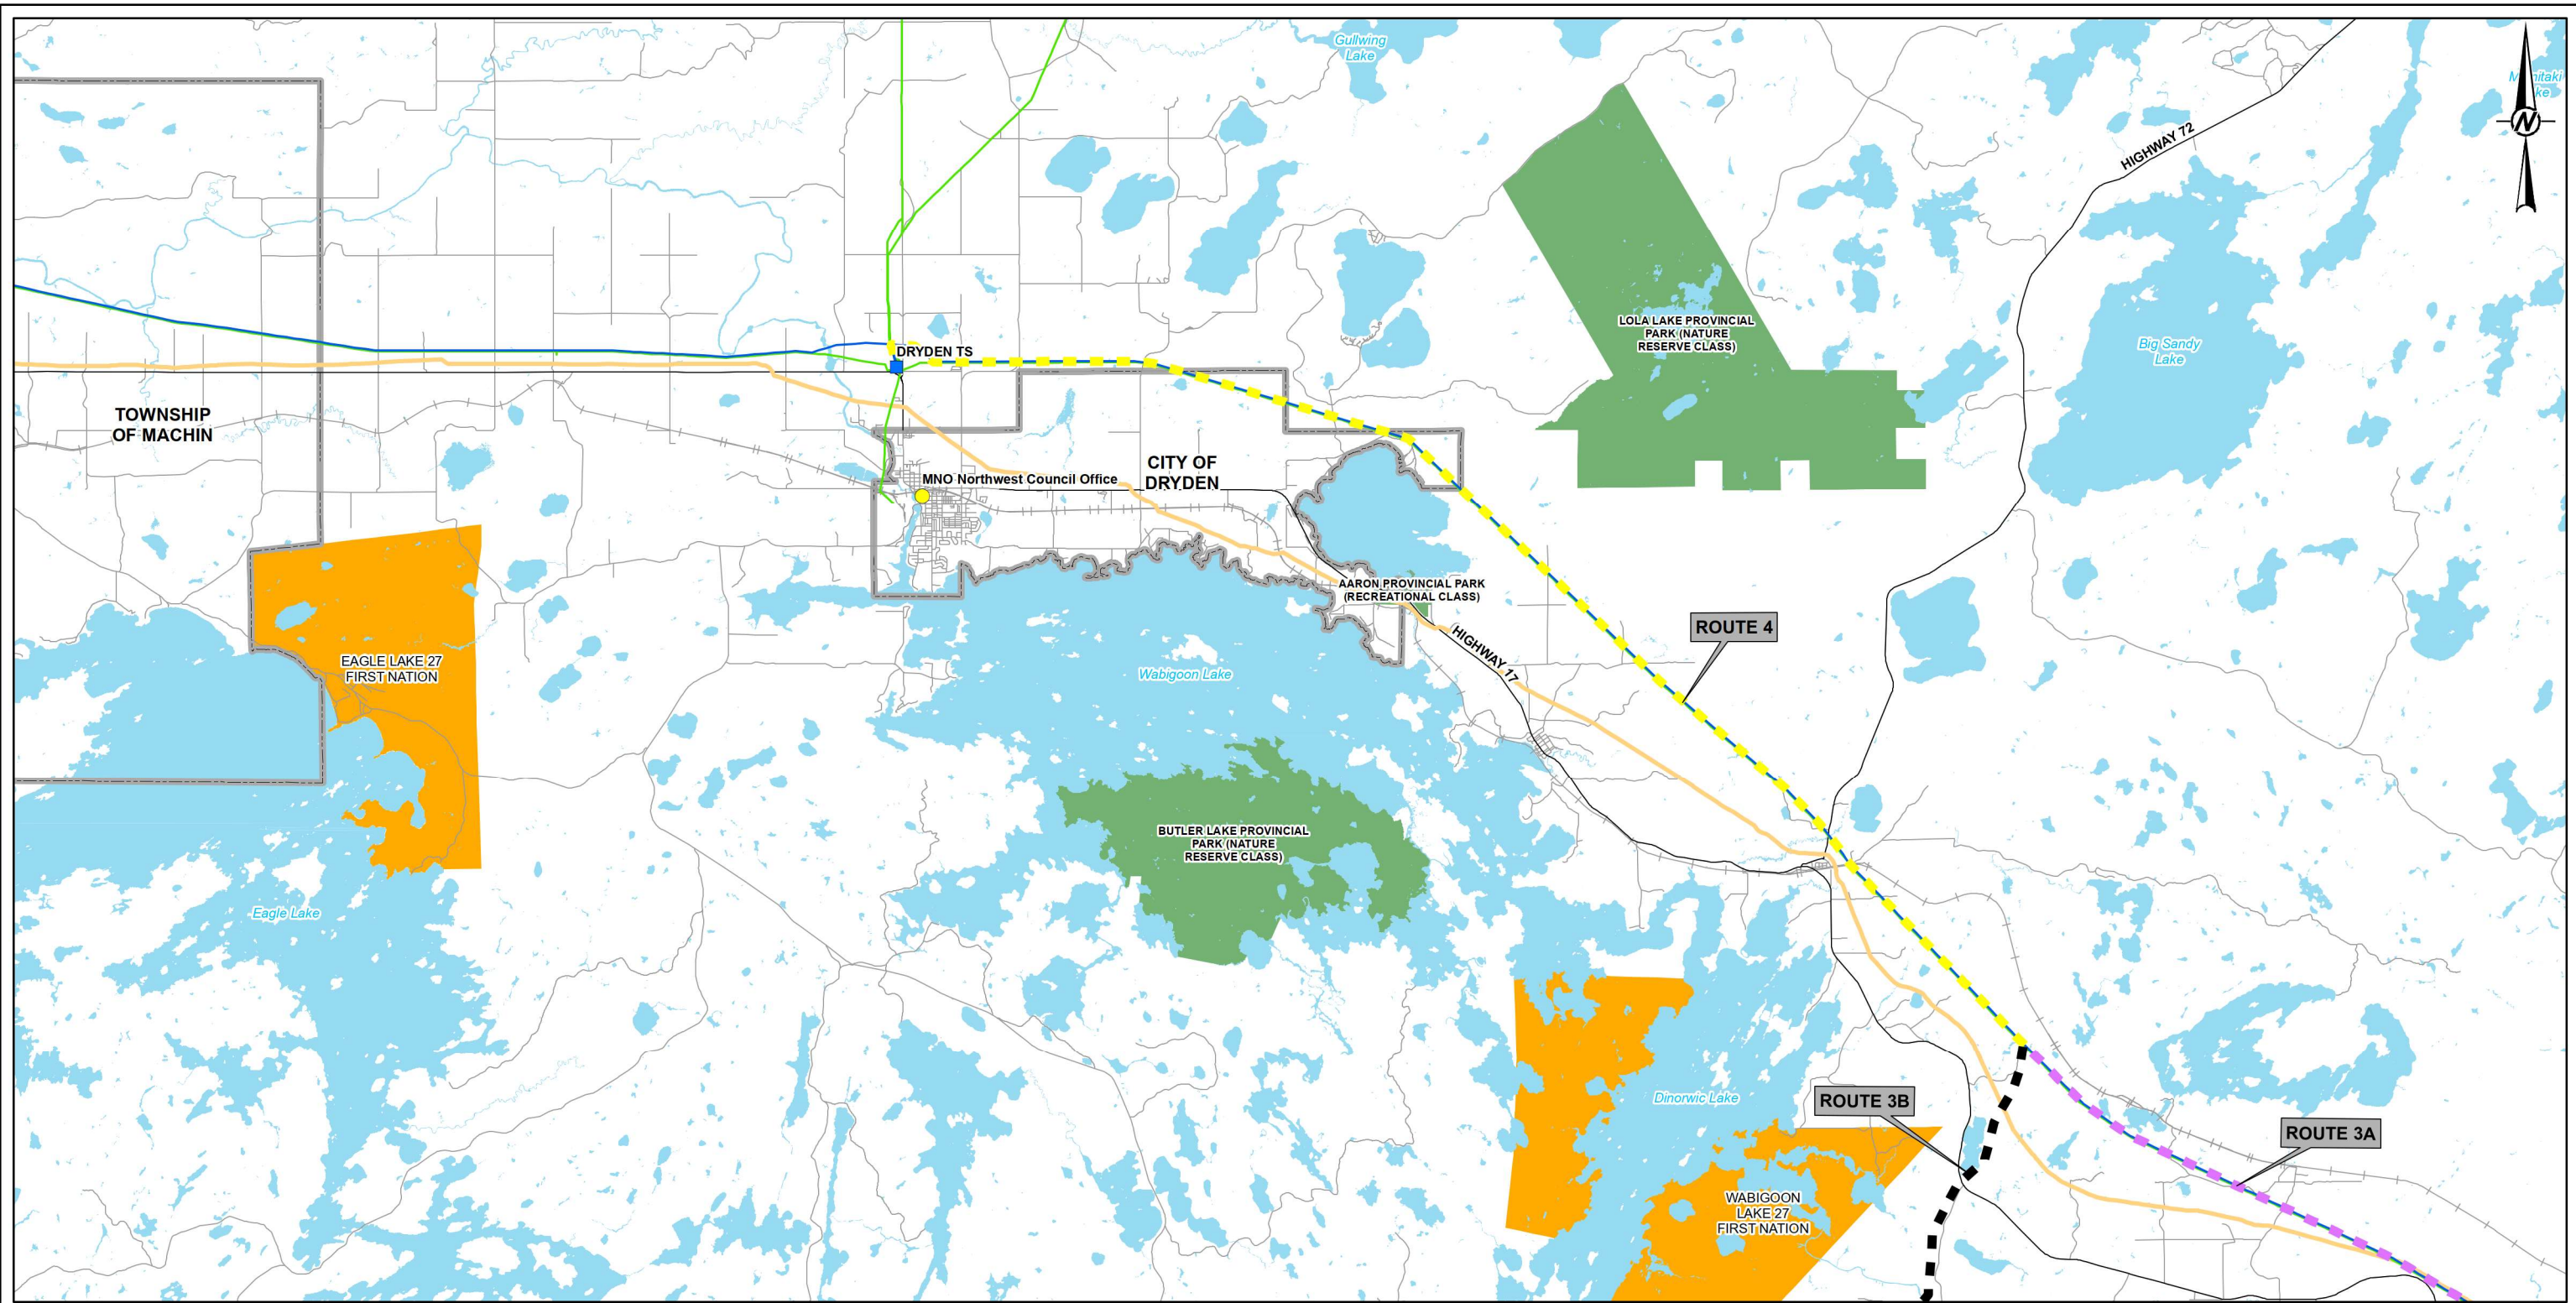 Gullwing
Lake
HIGHWAY 72
N
LOLA LAKE PROVINCIAL
PARK (NATURE
RESERVE CLASS)
Big Sandy
Lake
DRYDEN TS
TOWNSHIP
OF MACHIN
CITY OF
DRYDEN
MNO Northwest Council Office
AARON PROVINCIAL PARK
(RECREATIONAL CLASS)
ROUTE 4
HIGHWAY 17
EAGLE LAKE 27
FIRST NATION
Wabigoon Lake
BUTLER LAKE PROVINCIAL
PARK (NATURE
RESERVE CLASS)
Eagle Lake
Dinorwic Lake
ROUTE 3B
ROUTE 3A
WABIGOON
LAKE 27
FIRST NATION